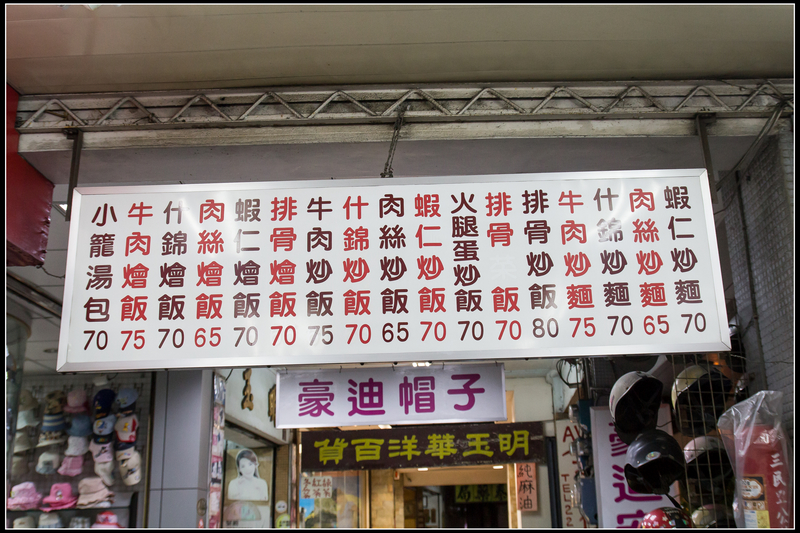 小籠湯包 70
牛肉燴飯 75
什錦燴飯 70
肉絲燴飯 65
蝦仁燴飯 70
排骨燴飯 70
牛肉炒飯 75
什錦炒飯 70
肉絲炒飯 65
蝦仁炒飯 70
火腿蛋炒飯 70
排骨飯 70
排骨炒飯 80
牛肉炒麵 75
什錦炒麵 70
肉絲炒麵 65
蝦仁炒麵 70
豪迪帽子
貨百洋華王明
純麻油
豪迪